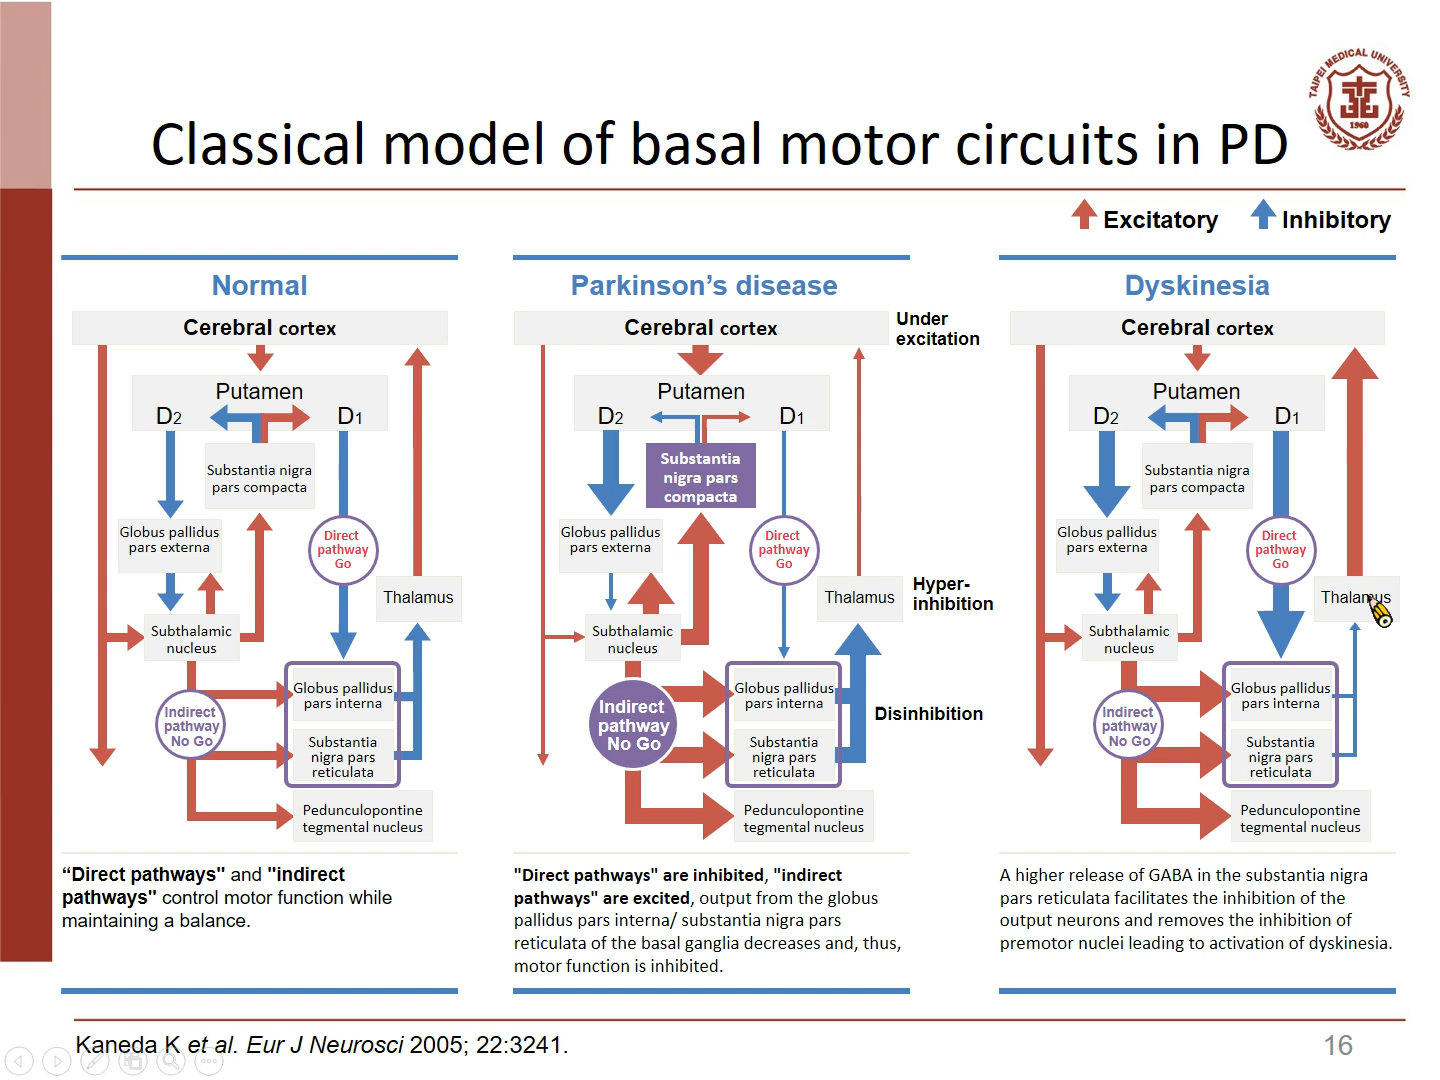 TAIPEI MEDICAL UNIVERSITY
1960
Classical model of basal motor circuits in PD
Excitatory
Inhibitory
Normal
Cerebral cortex
Putamen
D2
D1
Substantia nigra
pars compacta
Globus pallidus
pars externa
Direct
pathway
Go
Thalamus
Subthalamic
nucleus
Globus pallidus
pars interna
Indirect
pathway
No Go
Substantia
nigra pars
reticulata
Pedunculopontine
tegmental nucleus
“Direct pathways" and "indirect
pathways" control motor function while
maintaining a balance.
Parkinson’s disease
Cerebral cortex
Under
excitation
Putamen
D2
D1
Substantia
nigra pars
compacta
Globus pallidus
pars externa
Direct
pathway
Go
Thalamus
Hyper-
inhibition
Subthalamic
nucleus
Globus pallidus
pars interna
Indirect
pathway
No Go
Disinhibition
Substantia
nigra pars
reticulata
Pedunculopontine
tegmental nucleus
"Direct pathways" are inhibited, "indirect
pathways" are excited, output from the globus
pallidus pars interna/ substantia nigra pars
reticulata of the basal ganglia decreases and, thus,
motor function is inhibited.
Dyskinesia
Cerebral cortex
Putamen
D2
D1
Substantia nigra
pars compacta
Globus pallidus
pars externa
Direct
pathway
Go
Thalamus
Subthalamic
nucleus
Globus pallidus
pars interna
Indirect
pathway
No Go
Substantia
nigra pars
reticulata
Pedunculopontine
tegmental nucleus
A higher release of GABA in the substantia nigra
pars reticulata facilitates the inhibition of the
output neurons and removes the inhibition of
premotor nuclei leading to activation of dyskinesia.
Kaneda K et al. Eur J Neurosci 2005; 22:3241.
16